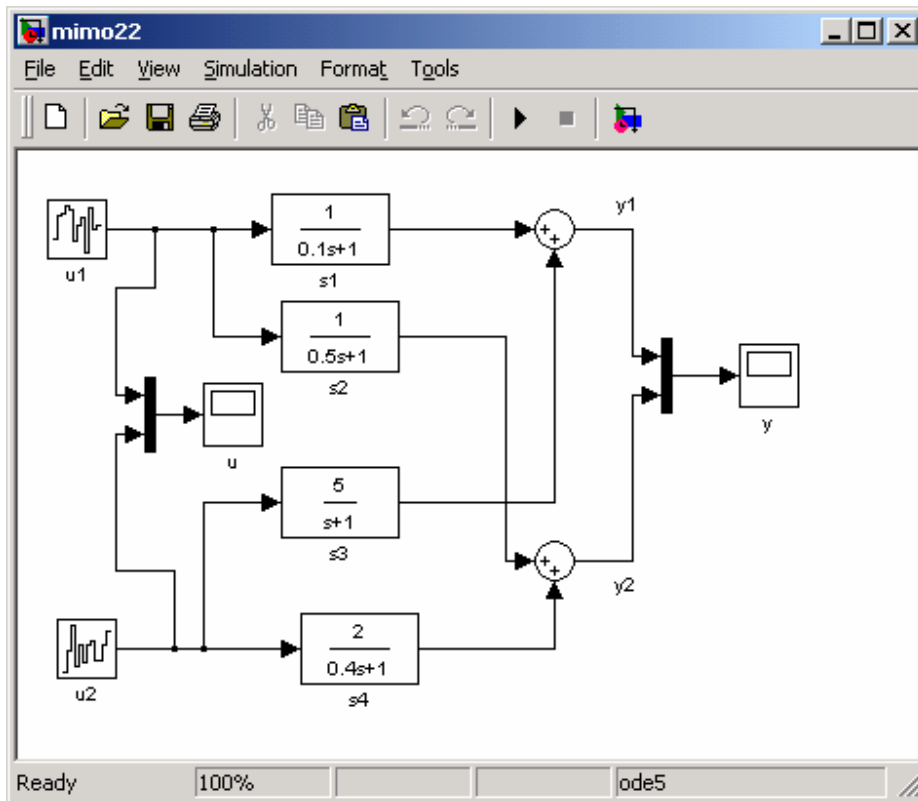 mimo22
File Edit View Simulation Format Tools
u1
1
0.1s+1
s1
y1
1
0.5s+1
s2
u
y
5
s+1
s3
y2
u2
2
0.4s+1
s4
+ +
+ +
Ready 100% ode5